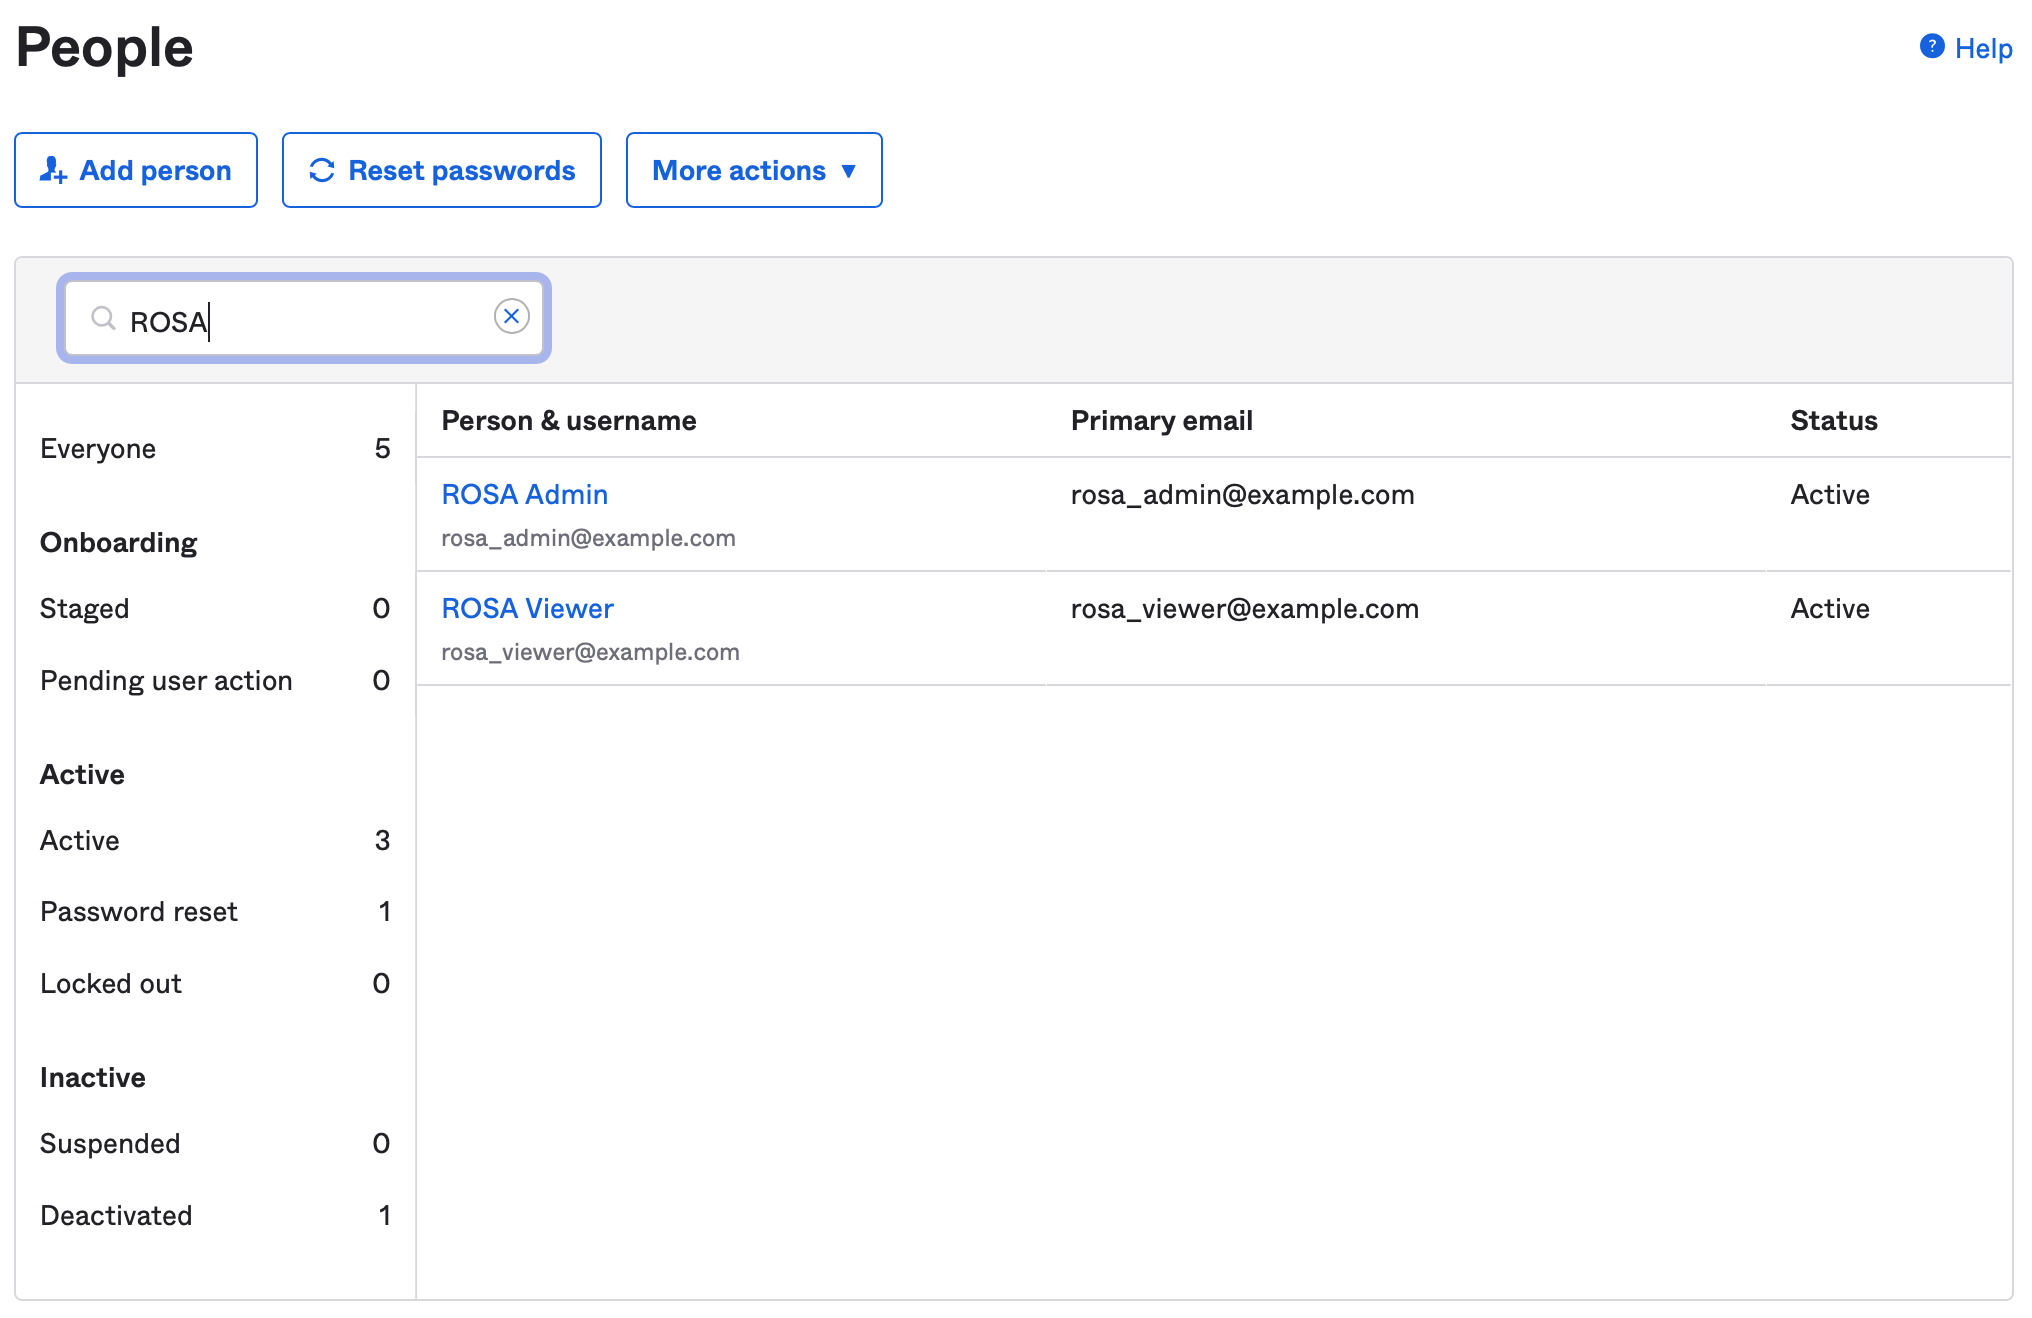 People
? Help
Add person
Reset passwords
More actions ▼
ROSA
Everyone 5
Onboarding
Staged 0
Pending user action 0
Active
Active 3
Password reset 1
Locked out 0
Inactive
Suspended 0
Deactivated 1
Person & username Primary email Status
ROSA Admin rosa_admin@example.com Active
rosa_admin@example.com
ROSA Viewer rosa_viewer@example.com Active
rosa_viewer@example.com